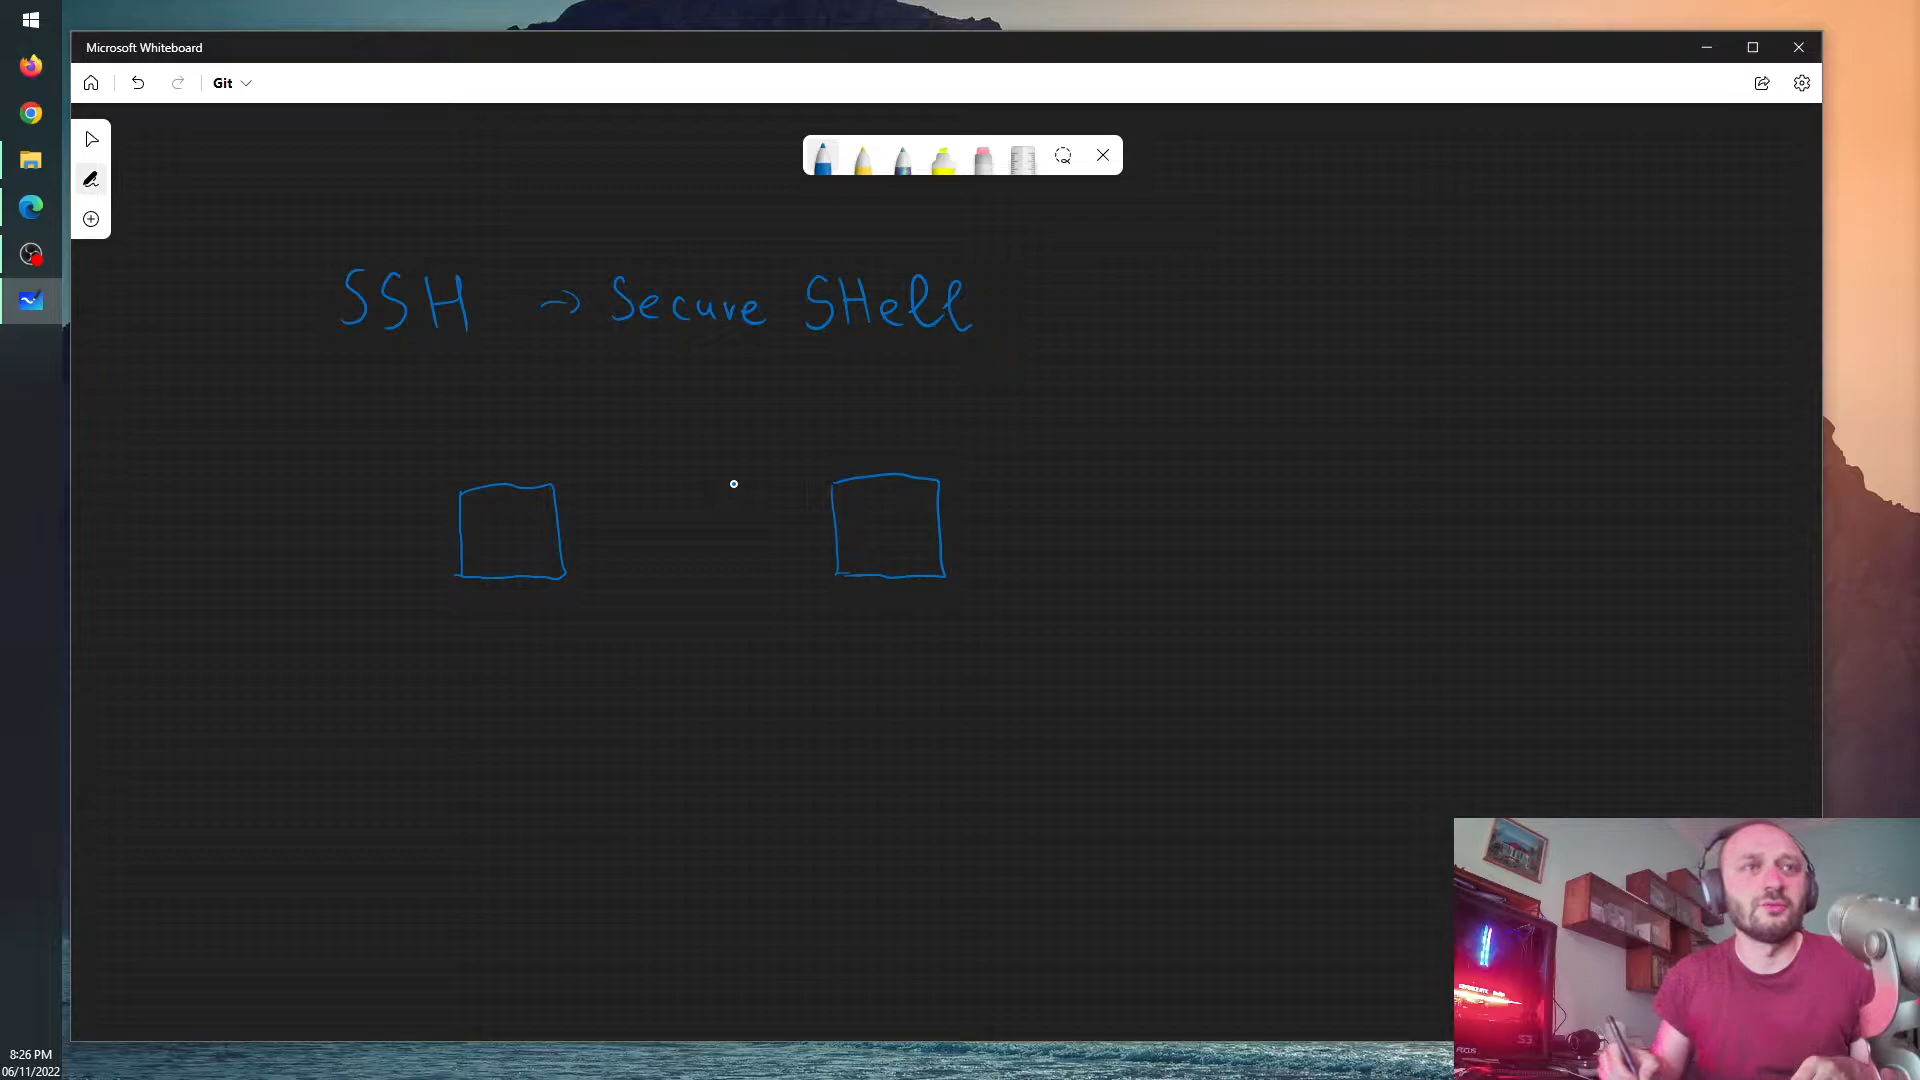 Microsoft Whiteboard
Git
SSH → Secure SHell
8:26 PM
06/11/2022